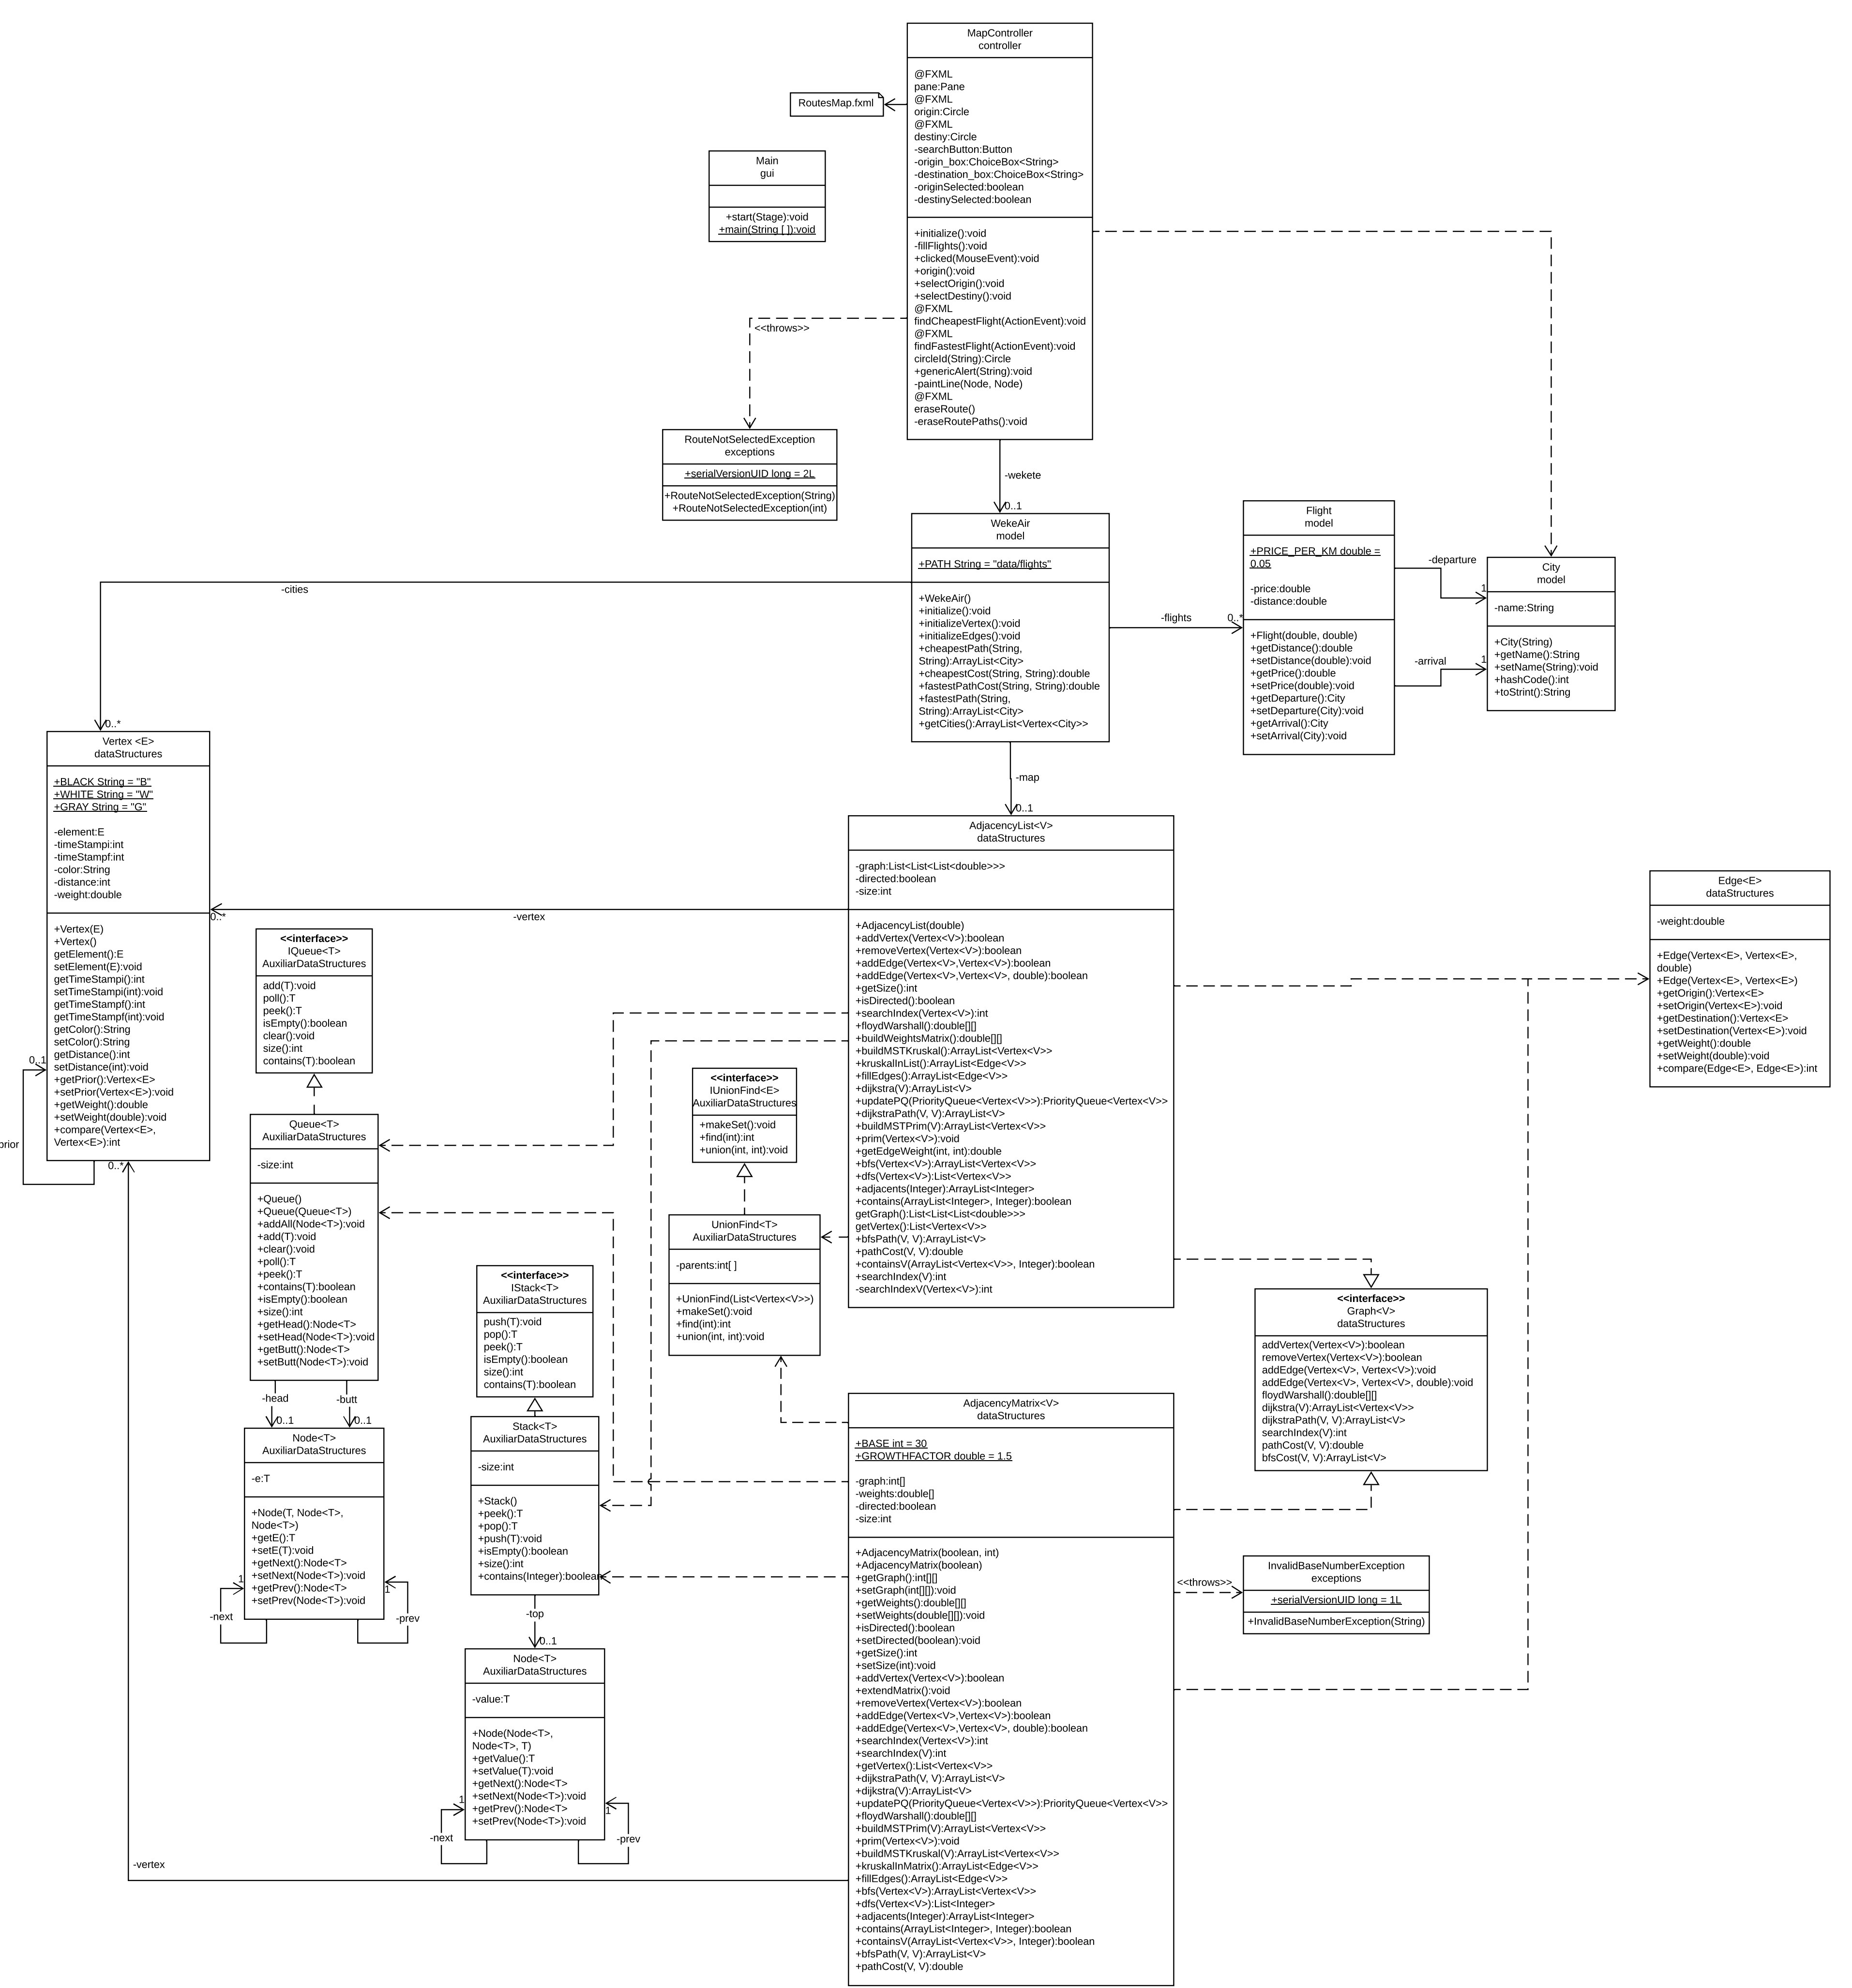 MapController
controller
@FXML
pane:Pane
@FXML
origin:Circle
@FXML
destiny:Circle
-searchButton:Button
-origin_box:ChoiceBox<String>
-destination_box:ChoiceBox<String>
-originSelected:boolean
-destinySelected:boolean
+initialize():void
-fillFlights():void
+clicked(MouseEvent):void
+origin():void
+selectOrigin():void
+selectDestiny():void
@FXML
findCheapestFlight(ActionEvent):void
@FXML
findFastestFlight(ActionEvent):void
circleId(String):Circle
+genericAlert(String):void
-paintLine(Node, Node)
@FXML
eraseRoute()
-eraseRoutePaths():void
RoutesMap.fxml
Main
gui
+start(Stage):void
+main(String [ ]):void
<<throws>>
RouteNotSelectedException
exceptions
+serialVersionUID long = 2L
+RouteNotSelectedException(String)
+RouteNotSelectedException(int)
-wekete
0..1
WekeAir
model
+PATH String = "data/flights"
+WekeAir()
+initialize():void
+initializeVertex():void
+initializeEdges():void
+cheapestPath(String,
String):ArrayList<City>
+cheapestCost(String, String):double
+fastestPathCost(String, String):double
+fastestPath(String,
String):ArrayList<City>
+getCities():ArrayList<Vertex<City>>
-flights
0..*
Flight
model
+PRICE_PER_KM double =
0.05
-price:double
-distance:double
+Flight(double, double)
+getDistance():double
+setDistance(double):void
+getPrice():double
+setPrice(double):void
+getDeparture():City
+setDeparture(City):void
+getArrival():City
+setArrival(City):void
-departure
1
-arrival
1
City
model
-name:String
+City(String)
+getName():String
+setName(String):void
+hashCode():int
+toStrint():String
-cities
0..*
Vertex <E>
dataStructures
+BLACK String = "B"
+WHITE String = "W"
+GRAY String = "G"
-element:E
-timeStampi:int
-timeStampf:int
-color:String
-distance:int
-weight:double
+Vertex(E)
+Vertex()
getElement():E
setElement(E):void
getTimeStampi():int
setTimeStampi(int):void
getTimeStampf():int
getTimeStampf(int):void
getColor():String
setColor():String
getDistance():int
setDistance(int):void
+getPrior():Vertex<E>
+setPrior(Vertex<E>):void
+getWeight():double
+setWeight(double):void
+compare(Vertex<E>,
Vertex<E>):int
0..1
prior
0..*
0..*
-vertex
-map
0..1
AdjacencyList<V>
dataStructures
-graph:List<List<List<double>>>
-directed:boolean
-size:int
+AdjacencyList(double)
+addVertex(Vertex<V>):boolean
+removeVertex(Vertex<V>):boolean
+addEdge(Vertex<V>,Vertex<V>):boolean
+addEdge(Vertex<V>,Vertex<V>, double):boolean
+getSize():int
+isDirected():boolean
+searchIndex(Vertex<V>):int
+floydWarshall():double[][]
+buildWeightsMatrix():double[][]
+buildMSTKruskal():ArrayList<Vertex<V>>
+kruskalInList():ArrayList<Edge<V>>
+fillEdges():ArrayList<Edge<V>>
+dijkstra(V):ArrayList<V>
+updatePQ(PriorityQueue<Vertex<V>>):PriorityQueue<Vertex<V>>
+dijkstraPath(V, V):ArrayList<V>
+buildMSTPrim(V):ArrayList<Vertex<V>>
+prim(Vertex<V>):void
+getEdgeWeight(int, int):double
+bfs(Vertex<V>):ArrayList<Vertex<V>>
+dfs(Vertex<V>):List<Vertex<V>>
+adjacents(Integer):ArrayList<Integer>
+contains(ArrayList<Integer>, Integer):boolean
getGraph():List<List<List<double>>>
getVertex():List<Vertex<V>>
+bfsPath(V, V):ArrayList<V>
+pathCost(V, V):double
+containsV(ArrayList<Vertex<V>>, Integer):boolean
+searchIndex(V):int
-searchIndexV(Vertex<V>):int
Edge<E>
dataStructures
-weight:double
+Edge(Vertex<E>, Vertex<E>,
double)
+Edge(Vertex<E>, Vertex<E>)
+getOrigin():Vertex<E>
+setOrigin(Vertex<E>):void
+getDestination():Vertex<E>
+setDestination(Vertex<E>):void
+getWeight():double
+setWeight(double):void
+compare(Edge<E>, Edge<E>):int
<<interface>>
IQueue<T>
AuxiliarDataStructures
add(T):void
poll():T
peek():T
isEmpty():boolean
clear():void
size():int
contains(T):boolean
Queue<T>
AuxiliarDataStructures
-size:int
+Queue()
+Queue(Queue<T>)
+addAll(Node<T>):void
+add(T):void
+clear():void
+poll():T
+peek():T
+contains(T):boolean
+isEmpty():boolean
+size():int
+getHead():Node<T>
+setHead(Node<T>):void
+getButt():Node<T>
+setButt(Node<T>):void
-head
0..1
-butt
0..1
Node<T>
AuxiliarDataStructures
-e:T
+Node(T, Node<T>,
Node<T>)
+getE():T
+setE(T):void
+getNext():Node<T>
+setNext(Node<T>):void
+getPrev():Node<T>
+setPrev(Node<T>):void
1
-next
1
-prev
<<interface>>
IUnionFind<E>
AuxiliarDataStructures
+makeSet():void
+find(int):int
+union(int, int):void
UnionFind<T>
AuxiliarDataStructures
-parents:int[ ]
+UnionFind(List<Vertex<V>>)
+makeSet():void
+find(int):int
+union(int, int):void
<<interface>>
IStack<T>
AuxiliarDataStructures
push(T):void
pop():T
peek():T
isEmpty():boolean
size():int
contains(T):boolean
Stack<T>
AuxiliarDataStructures
-size:int
+Stack()
+peek():T
+pop():T
+push(T):void
+isEmpty():boolean
+size():int
+contains(Integer):boolean
-top
0..1
Node<T>
AuxiliarDataStructures
-value:T
+Node(Node<T>,
Node<T>, T)
+getValue():T
+setValue(T):void
+getNext():Node<T>
+setNext(Node<T>):void
+getPrev():Node<T>
+setPrev(Node<T>):void
1
-next
1
-prev
<<interface>>
Graph<V>
dataStructures
addVertex(Vertex<V>):boolean
removeVertex(Vertex<V>):boolean
addEdge(Vertex<V>, Vertex<V>):void
addEdge(Vertex<V>, Vertex<V>, double):void
floydWarshall():double[][]
dijkstra(V):ArrayList<Vertex<V>>
dijkstraPath(V, V):ArrayList<V>
searchIndex(V):int
pathCost(V, V):double
bfsCost(V, V):ArrayList<V>
AdjacencyMatrix<V>
dataStructures
+BASE int = 30
+GROWTHFACTOR double = 1.5
-graph:int[]
-weights:double[]
-directed:boolean
-size:int
+AdjacencyMatrix(boolean, int)
+AdjacencyMatrix(boolean)
+getGraph():int[][]
+setGraph(int[][]):void
+getWeights():double[][]
+setWeights(double[][]):void
+isDirected():boolean
+setDirected(boolean):void
+getSize():int
+setSize(int):void
+addVertex(Vertex<V>):boolean
+extendMatrix():void
+removeVertex(Vertex<V>):boolean
+addEdge(Vertex<V>,Vertex<V>):boolean
+addEdge(Vertex<V>,Vertex<V>, double):boolean
+searchIndex(Vertex<V>):int
+searchIndex(V):int
+getVertex():List<Vertex<V>>
+dijkstraPath(V, V):ArrayList<V>
+dijkstra(V):ArrayList<V>
+updatePQ(PriorityQueue<Vertex<V>>):PriorityQueue<Vertex<V>>
+floydWarshall():double[][]
+buildMSTPrim(V):ArrayList<Vertex<V>>
+prim(Vertex<V>):void
+buildMSTKruskal(V):ArrayList<Vertex<V>>
+kruskalInMatrix():ArrayList<Edge<V>>
+fillEdges():ArrayList<Edge<V>>
+bfs(Vertex<V>):ArrayList<Vertex<V>>
+dfs(Vertex<V>):List<Integer>
+adjacents(Integer):ArrayList<Integer>
+contains(ArrayList<Integer>, Integer):boolean
+containsV(ArrayList<Vertex<V>>, Integer):boolean
+bfsPath(V, V):ArrayList<V>
+pathCost(V, V):double
<<throws>>
InvalidBaseNumberException
exceptions
+serialVersionUID long = 1L
+InvalidBaseNumberException(String)
-vertex